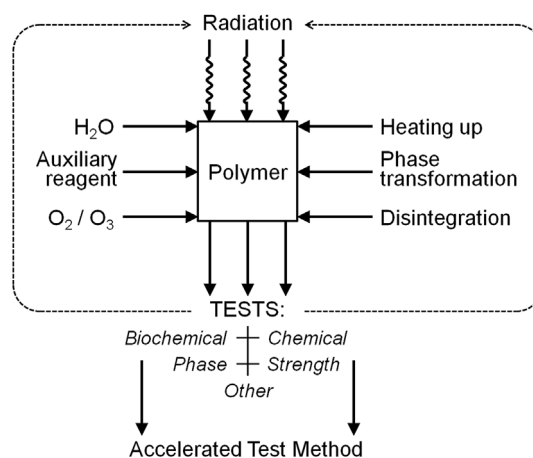 Radiation
H₂O
Heating up
Auxiliary
reagent
Polymer
Phase
transformation
O₂ / O₃
Disintegration
TESTS:
Biochemical
Chemical
Phase
Strength
Other
Accelerated Test Method